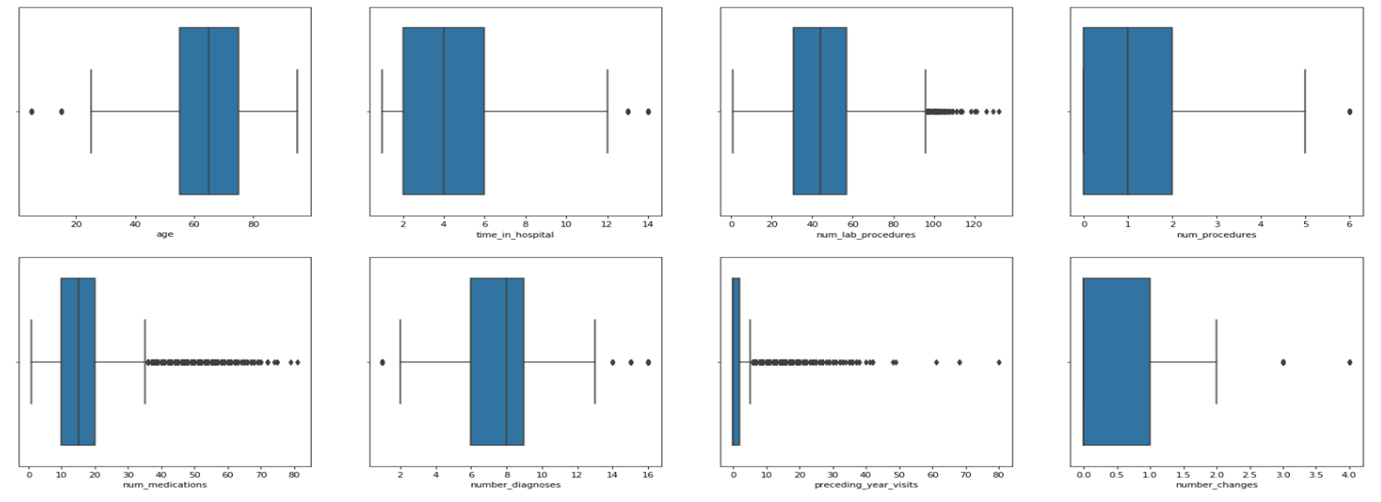 20 40 60 80
age
2 4 6 8 10 12 14
time_in_hospital
0 20 40 60 80 100 120
num_lab_procedures
0 1 2 3 4 5 6
num_procedures
0 10 20 30 40 50 60 70 80
num_medications
2 4 6 8 10 12 14 16
number_diagnoses
0 10 20 30 40 50 60 70 80
preceding_year_visits
0.0 0.5 1.0 1.5 2.0 2.5 3.0 3.5 4.0
number_changes